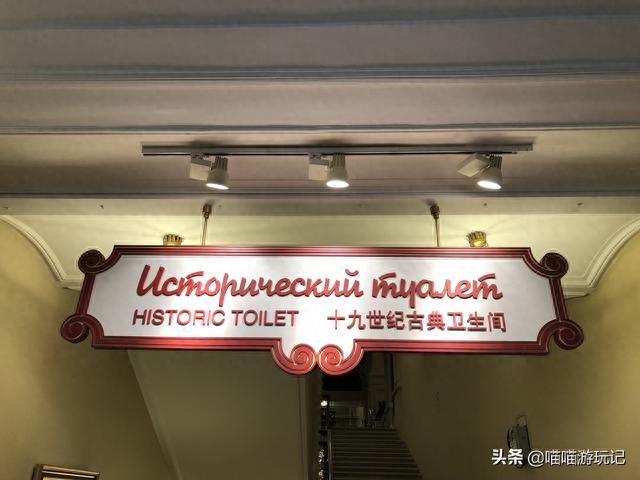 Исторический туалет
HISTORIC TOILET 十九世纪古典卫生间
头条 @喵喵游玩记